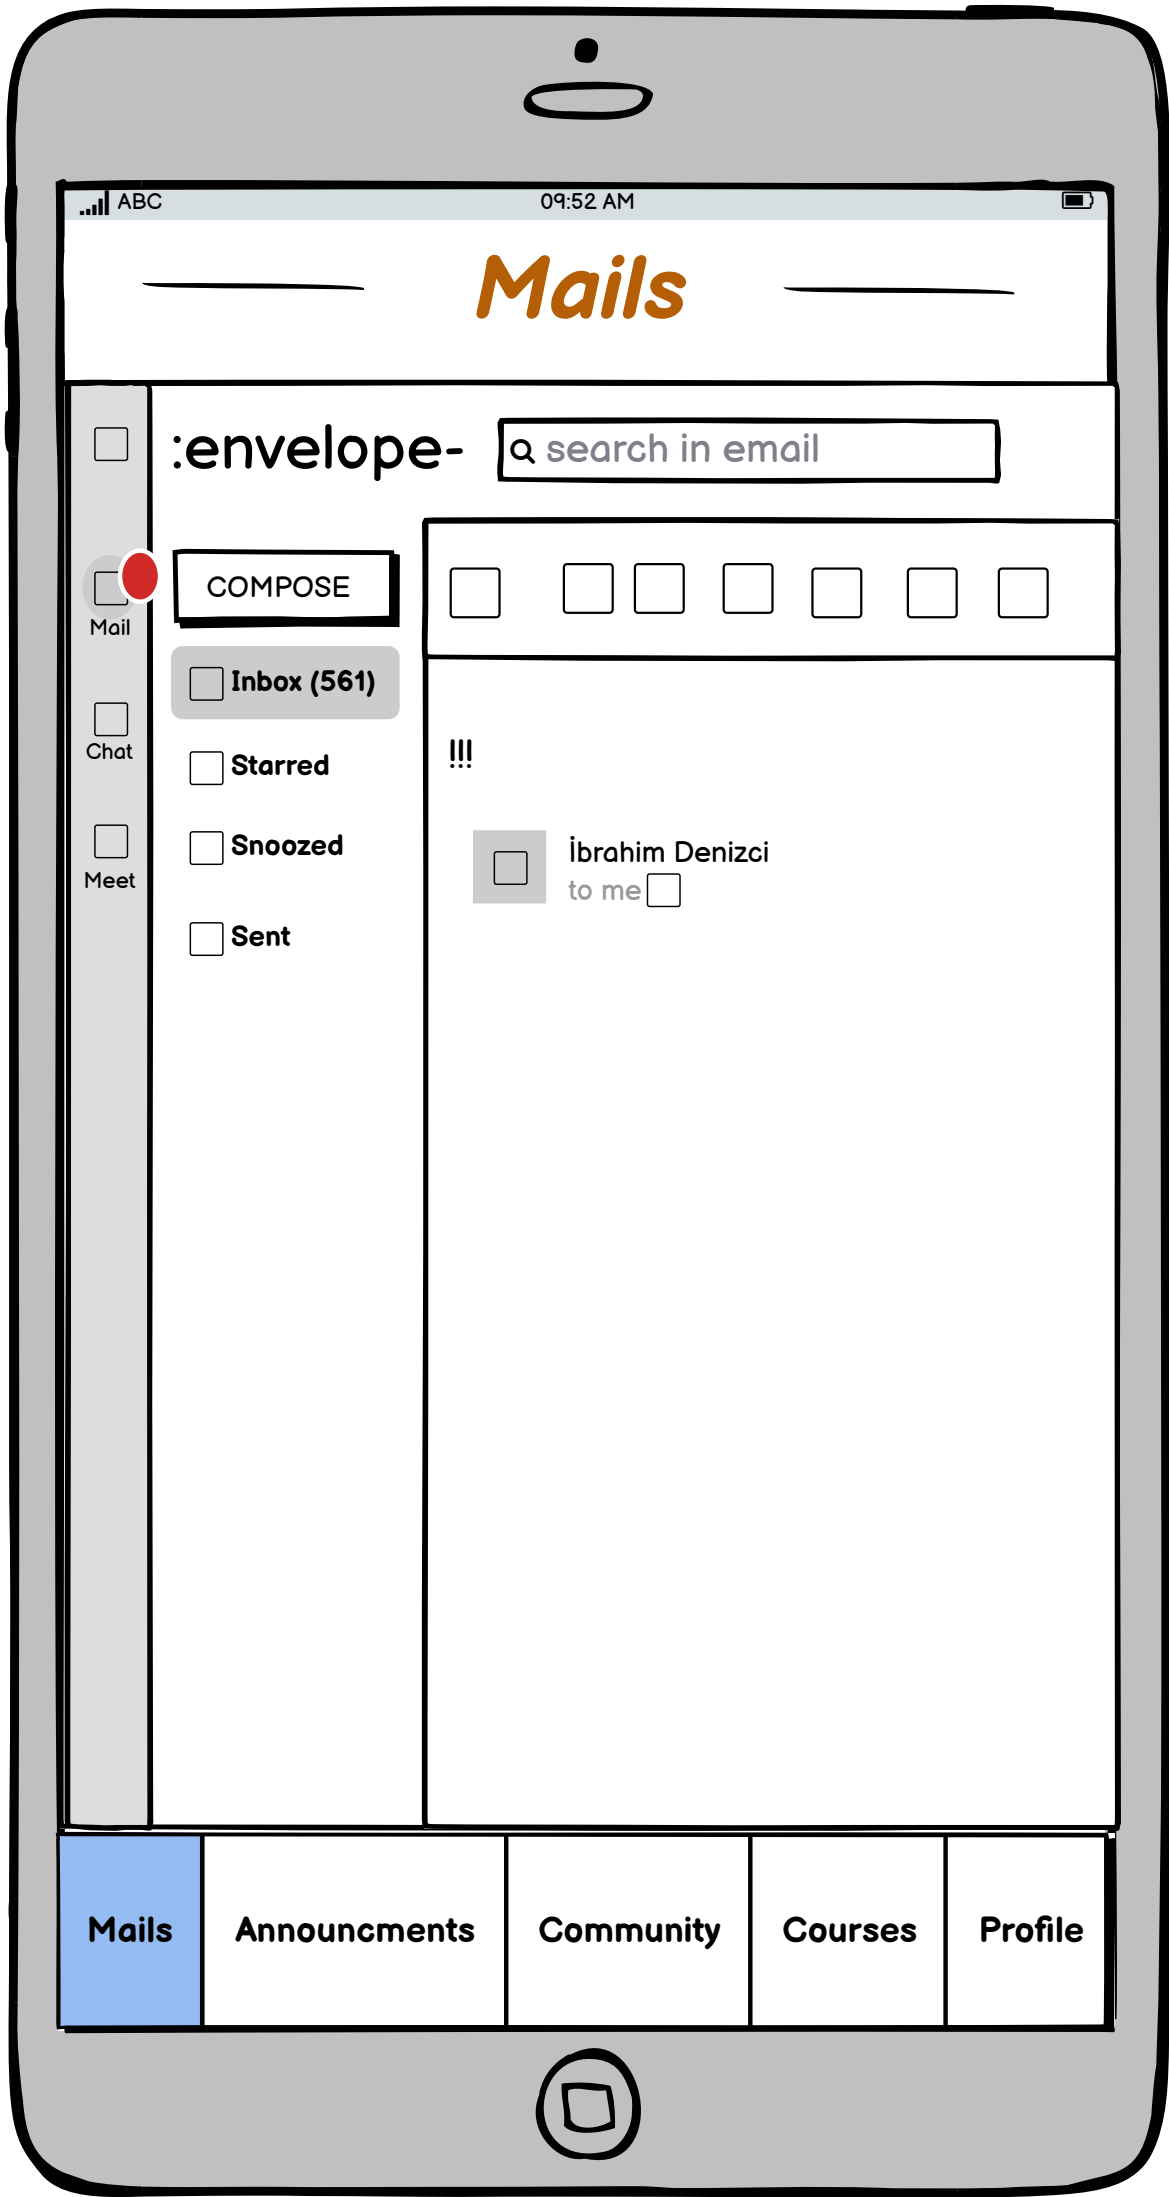 ABC
09:52 AM
Mails
:envelope-
search in email
COMPOSE
Mail
Inbox (561)
Chat
Starred
!!!
Meet
Snoozed
İbrahim Denizci
to me
Sent
Mails
Announcments
Community
Courses
Profile